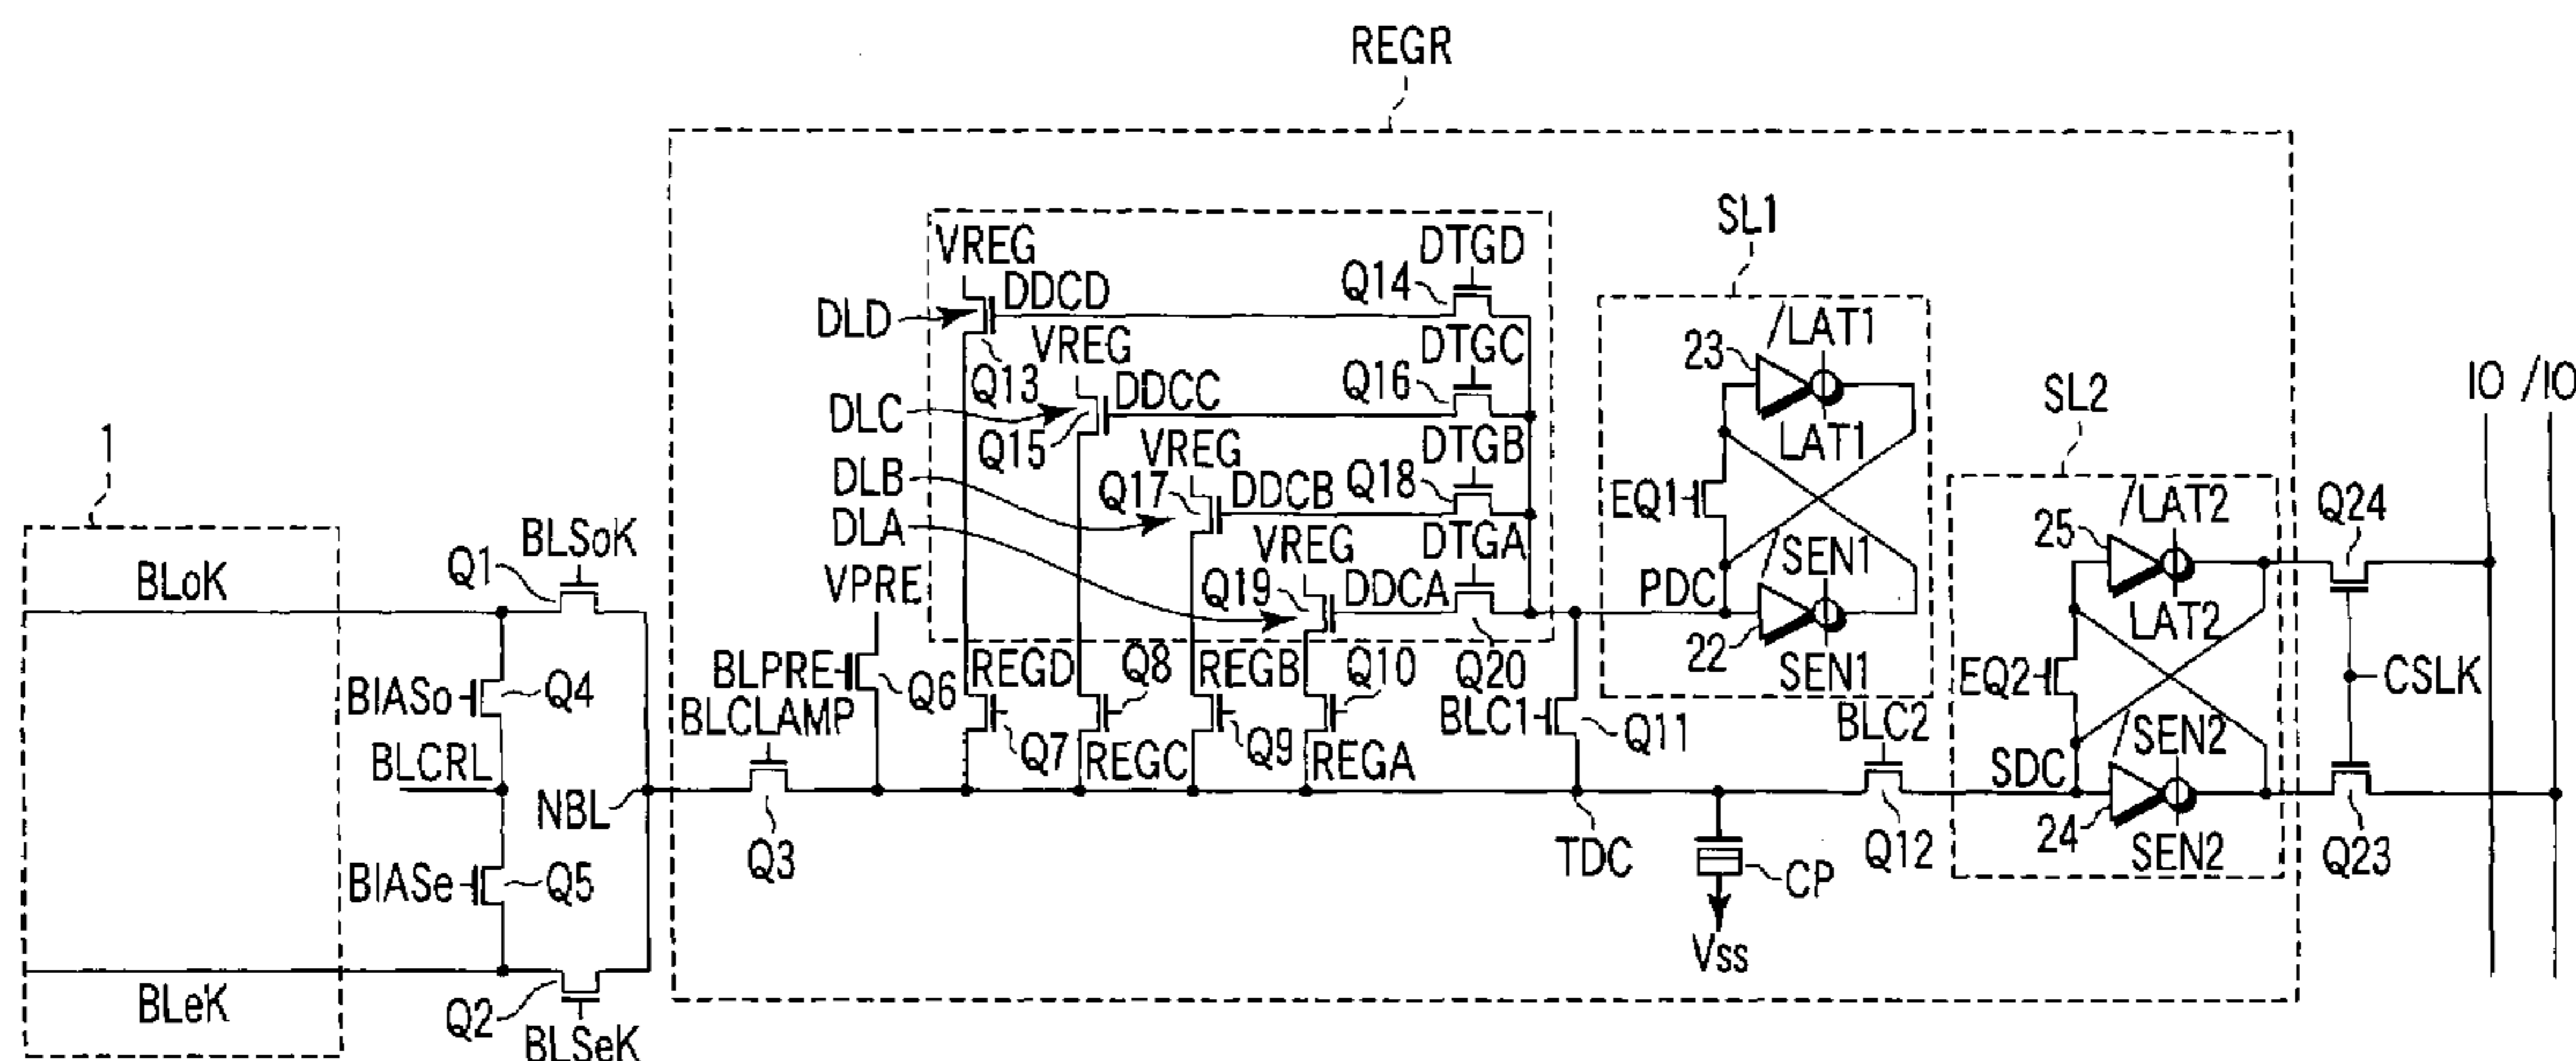 REGR
SL1
VREG
DTGD
DLD
DDCD
Q14
VREG
DTGC
/LAT1
23
Q13
DLC
DDCC
Q16
LAT1
IO /IO
SL2
Q15
VREG
DTGB
1
DLB
Q17
DDCB
Q18
EQ1
/LAT2
25
Q24
DLA
VREG
DTGA
/SEN1
BLSoK
Q1
BLoK
VPRE
Q19
DDCA
PDC
LAT2
22
SEN1
BLPRE
Q6
REGD
Q8
REGB
Q10
Q20
EQ2
CSLK
BIASo
Q4
BLCLAMP
BLC1
Q11
BLC2
/SEN2
BLCRL
Q7
REGC
Q9
REGA
SDC
NBL
Q3
TDC
Q12
24
SEN2
Q23
BIASe
Q5
CP
Vss
BLeK
Q2
BLSeK